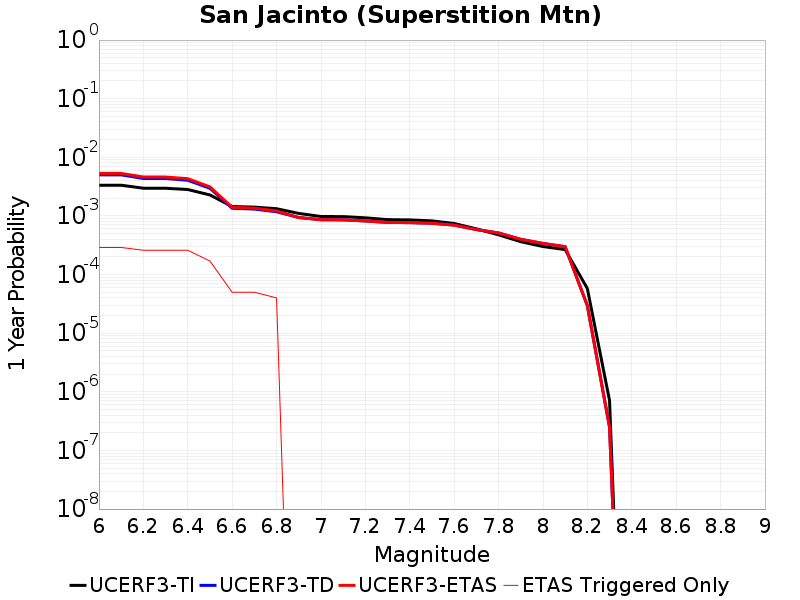 San Jacinto (Superstition Mtn)
10^0
10^-1
10^-2
10^-3
10^-4
10^-5
10^-6
10^-7
10^-8
1 Year Probability
6 6.2 6.4 6.6 6.8 7 7.2 7.4 7.6 7.8 8 8.2 8.4 8.6 8.8 9
Magnitude
UCERF3-TI UCERF3-TD UCERF3-ETAS ETAS Triggered Only